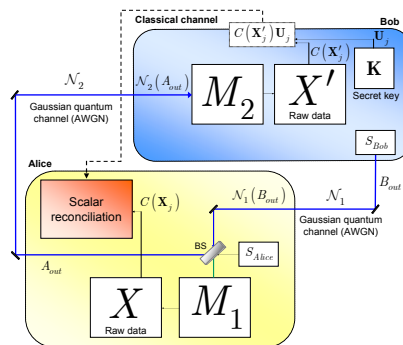 Classical channel
Bob
C(X′_j)U_j
U_j
C(X′_j)
𝒩_2
𝒩_2(A_out)
M_2
X′
K
Gaussian quantum
channel (AWGN)
Raw data
Secret key
S_Bob
Alice
B_out
Scalar
reconciliation
C(X_j)
𝒩_1(B_out)
𝒩_1
Gaussian quantum
channel (AWGN)
BS
S_Alice
A_out
X
M_1
Raw data